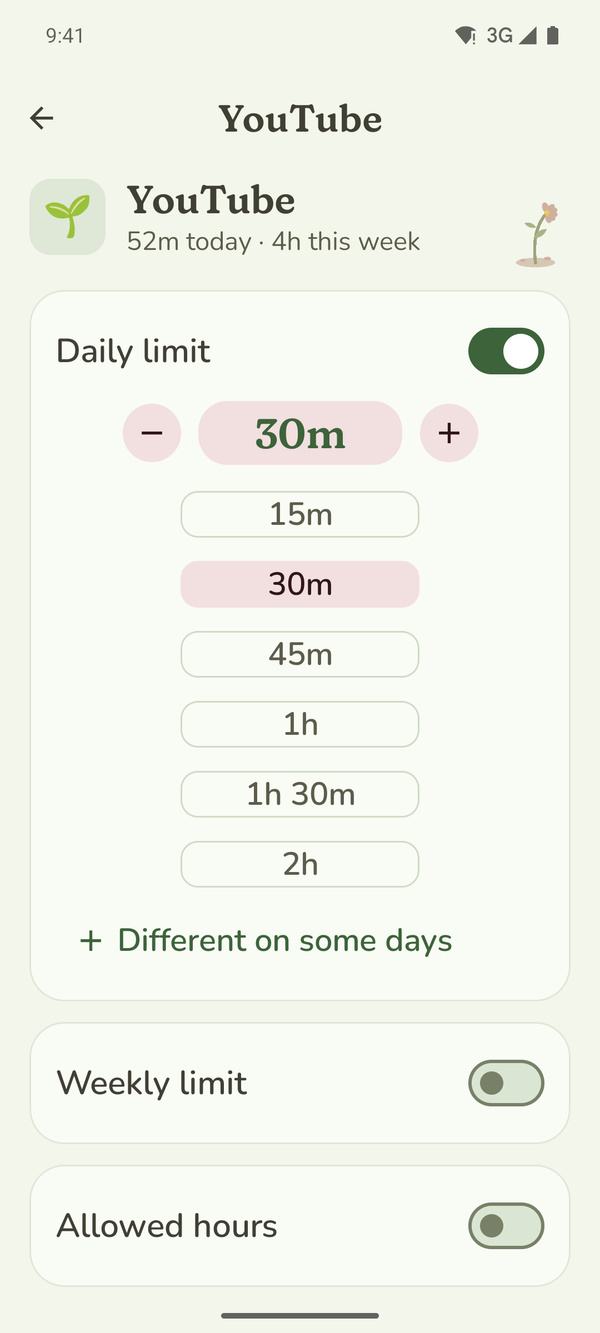 9:41
3G
YouTube
YouTube
52m today · 4h this week
Daily limit
− 30m +
15m
30m
45m
1h
1h 30m
2h
+ Different on some days
Weekly limit
Allowed hours